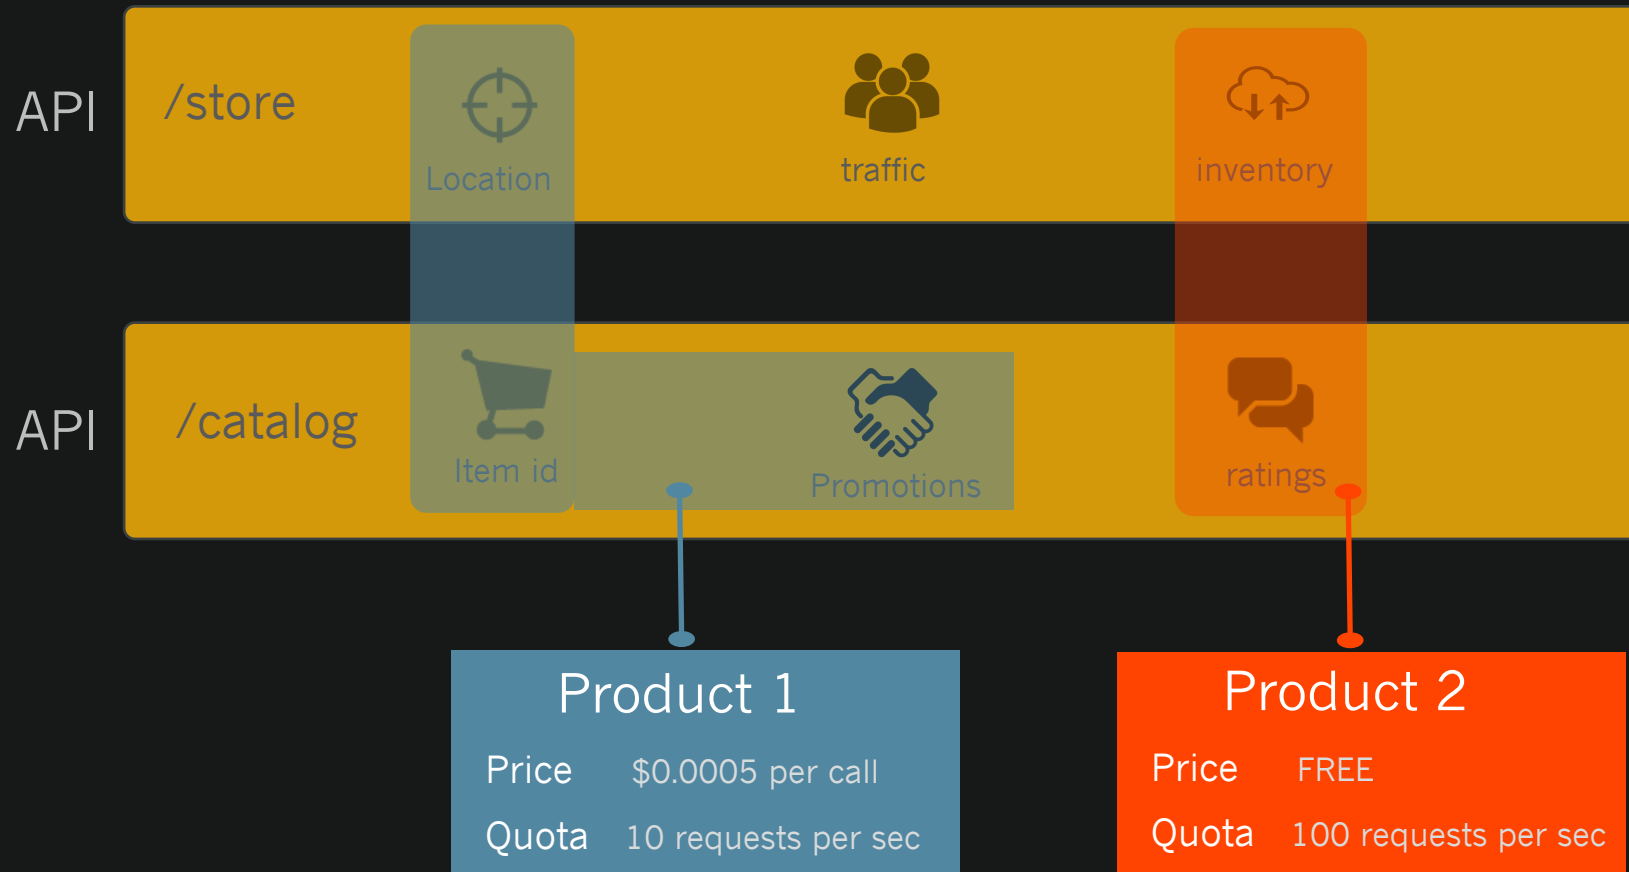 API
/store
Location
traffic
inventory
API
/catalog
Item id
Promotions
ratings
Product 1
Price $0.0005 per call
Quota 10 requests per sec
Product 2
Price FREE
Quota 100 requests per sec